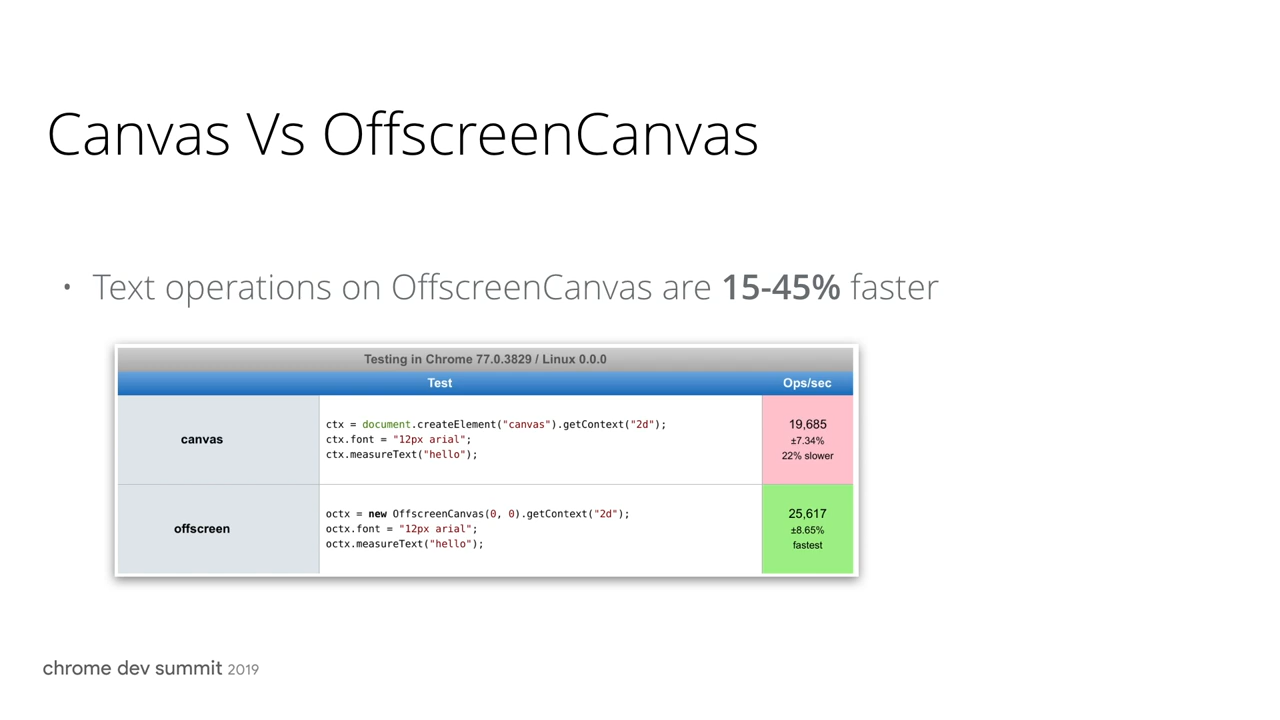 Canvas Vs OffscreenCanvas
• Text operations on OffscreenCanvas are 15-45% faster
Testing in Chrome 77.0.3829 / Linux 0.0.0
Test Ops/sec
canvas
ctx = document.createElement("canvas").getContext("2d");
ctx.font = "12px arial";
ctx.measureText("hello");
19,685
±7.34%
22% slower
offscreen
octx = new OffscreenCanvas(0, 0).getContext("2d");
octx.font = "12px arial";
octx.measureText("hello");
25,617
±8.65%
fastest
chrome dev summit 2019